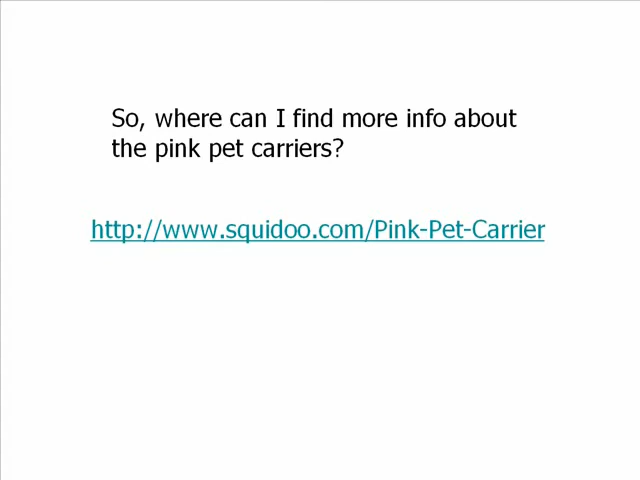 So, where can I find more info about
the pink pet carriers?
http://www.squidoo.com/Pink-Pet-Carrier